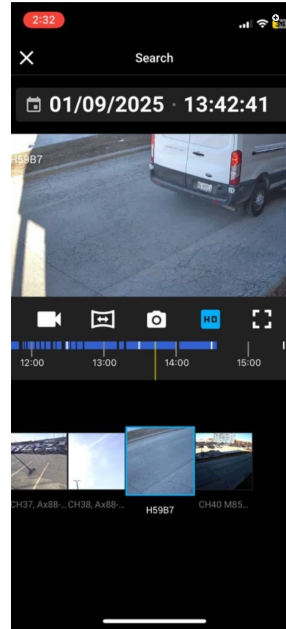 2:32
Search
01/09/2025 · 13:42:41
H59B7
HD
12:00 13:00 14:00 15:00
CH37, Ax88-... CH38, Ax88-... H59B7 CH40 M85...